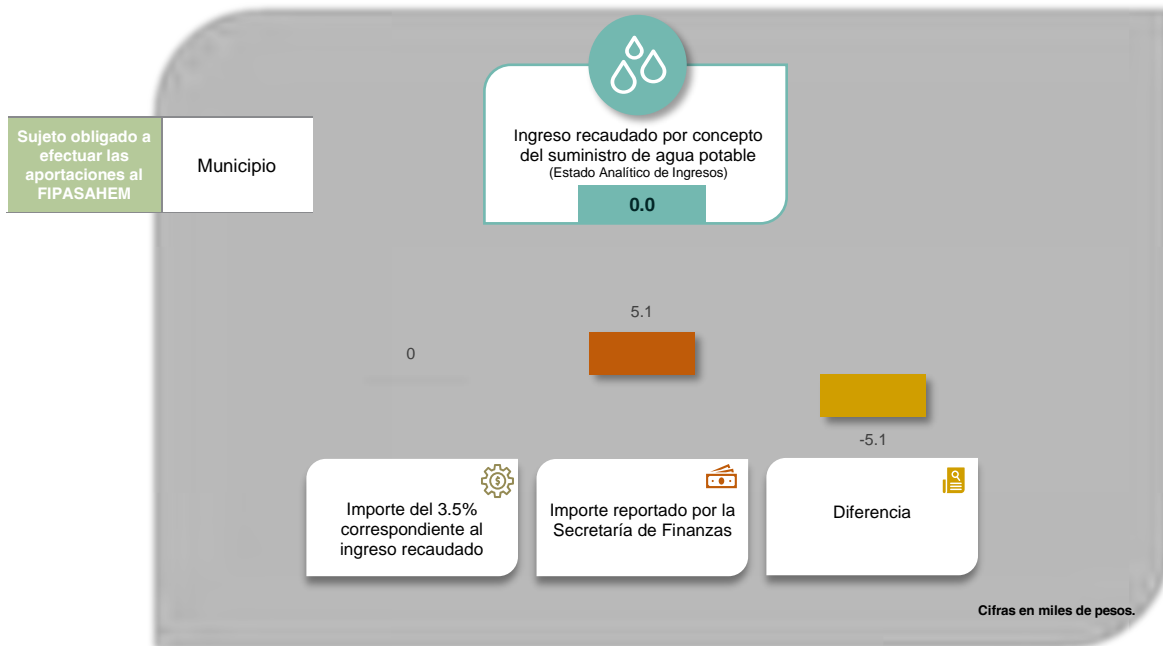 Ingreso recaudado por concepto
del suministro de agua potable
(Estado Analítico de Ingresos)
0.0
Sujeto obligado a
efectuar las
aportaciones al
FIPASAHEM
Municipio
0
5.1
-5.1
Importe del 3.5%
correspondiente al
ingreso recaudado
Importe reportado por la
Secretaría de Finanzas
Diferencia
Cifras en miles de pesos.